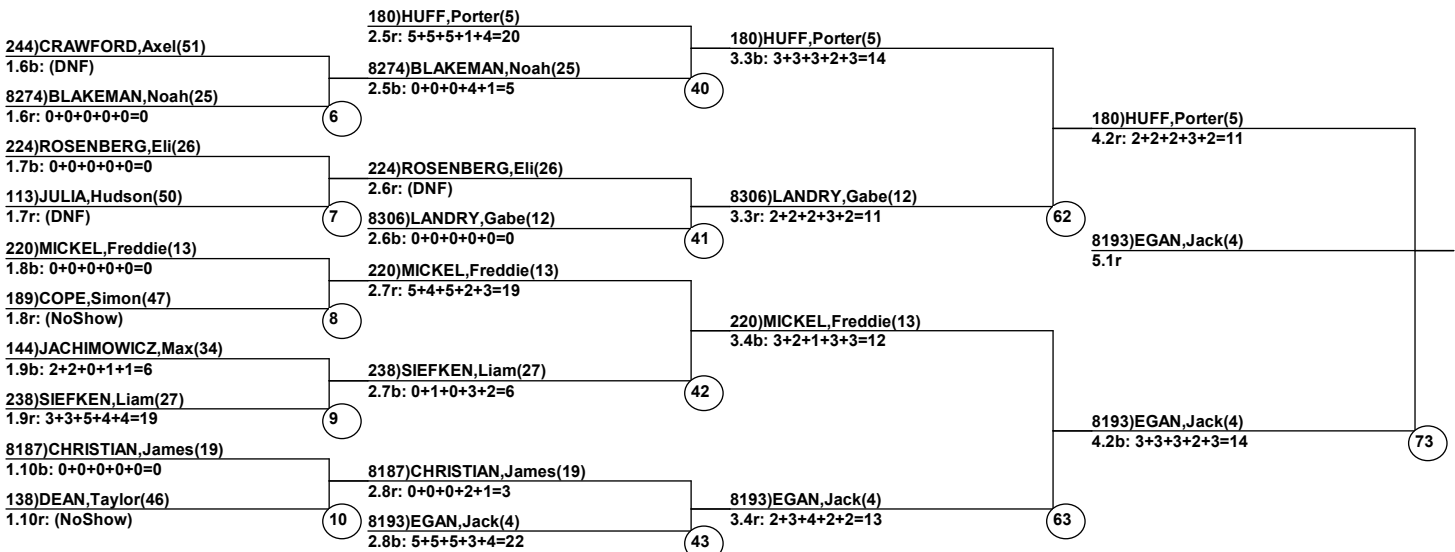 244)CRAWFORD,Axel(51)
1.6b: (DNF)
8274)BLAKEMAN,Noah(25)
1.6r: 0+0+0+0+0=0
6
224)ROSENBERG,Eli(26)
1.7b: 0+0+0+0+0=0
113)JULIA,Hudson(50)
1.7r: (DNF)
7
220)MICKEL,Freddie(13)
1.8b: 0+0+0+0+0=0
189)COPE,Simon(47)
1.8r: (NoShow)
8
144)JACHIMOWICZ,Max(34)
1.9b: 2+2+0+1+1=6
238)SIEFKEN,Liam(27)
1.9r: 3+3+5+4+4=19
9
8187)CHRISTIAN,James(19)
1.10b: 0+0+0+0+0=0
138)DEAN,Taylor(46)
1.10r: (NoShow)
10
180)HUFF,Porter(5)
2.5r: 5+5+5+1+4=20
8274)BLAKEMAN,Noah(25)
2.5b: 0+0+0+4+1=5
40
224)ROSENBERG,Eli(26)
2.6r: (DNF)
8306)LANDRY,Gabe(12)
2.6b: 0+0+0+0+0=0
41
220)MICKEL,Freddie(13)
2.7r: 5+4+5+2+3=19
238)SIEFKEN,Liam(27)
2.7b: 0+1+0+3+2=6
42
8187)CHRISTIAN,James(19)
2.8r: 0+0+0+2+1=3
8193)EGAN,Jack(4)
2.8b: 5+5+5+3+4=22
43
180)HUFF,Porter(5)
3.3b: 3+3+3+2+3=14
8306)LANDRY,Gabe(12)
3.3r: 2+2+2+3+2=11
62
220)MICKEL,Freddie(13)
3.4b: 3+2+1+3+3=12
8193)EGAN,Jack(4)
3.4r: 2+3+4+2+2=13
63
180)HUFF,Porter(5)
4.2r: 2+2+2+3+2=11
8193)EGAN,Jack(4)
4.2b: 3+3+3+2+3=14
73
8193)EGAN,Jack(4)
5.1r